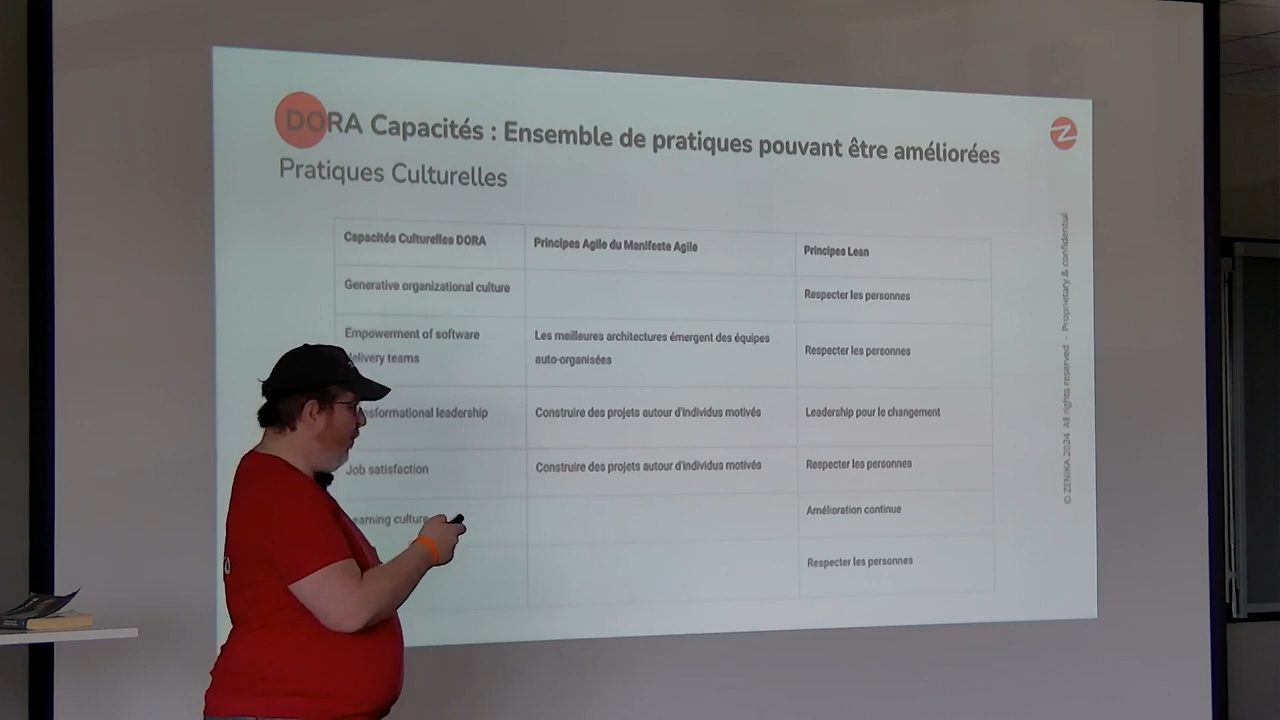 DORA Capacités : Ensemble de pratiques pouvant être améliorées
Pratiques Culturelles
Capacités Culturelles DORA
Principes Agile du Manifeste Agile
Principes Lean
Generative organizational culture
Respecter les personnes
Empowerment of software
delivery teams
Les meilleures architectures émergent des équipes
auto-organisées
Respecter les personnes
leadership
Construire des projets autour d'individus motivés
Leadership pour le changement
Job satisfaction
Construire des projets autour d'individus motivés
Respecter les personnes
culture
Amélioration continue
Respecter les personnes
© ZENIKA 2024 All rights reserved - Proprietary & confidential